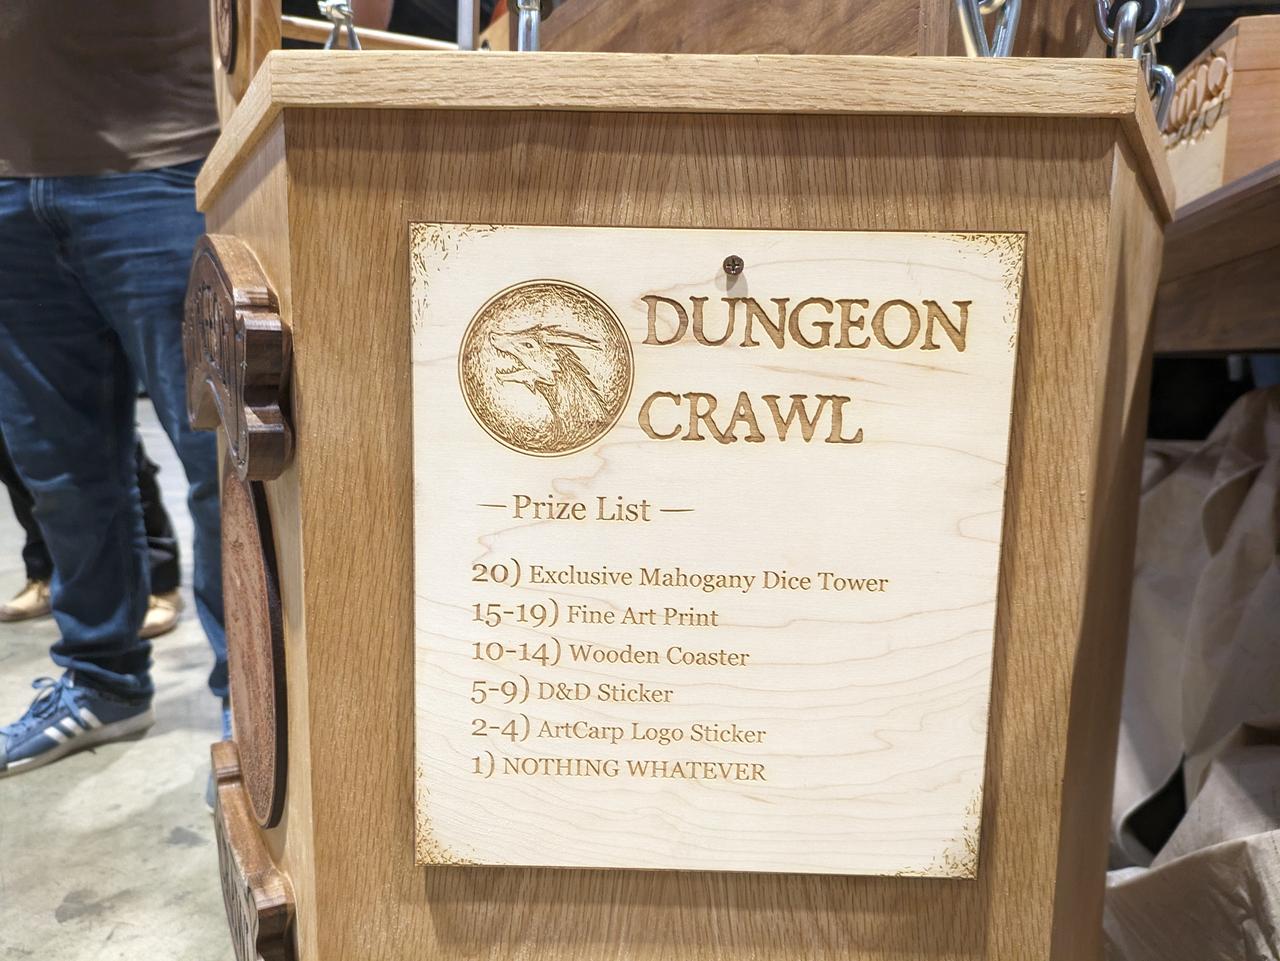 DUNGEON
CRAWL
— Prize List —
20) Exclusive Mahogany Dice Tower
15-19) Fine Art Print
10-14) Wooden Coaster
5-9) D&D Sticker
2-4) ArtCarp Logo Sticker
1) NOTHING WHATEVER